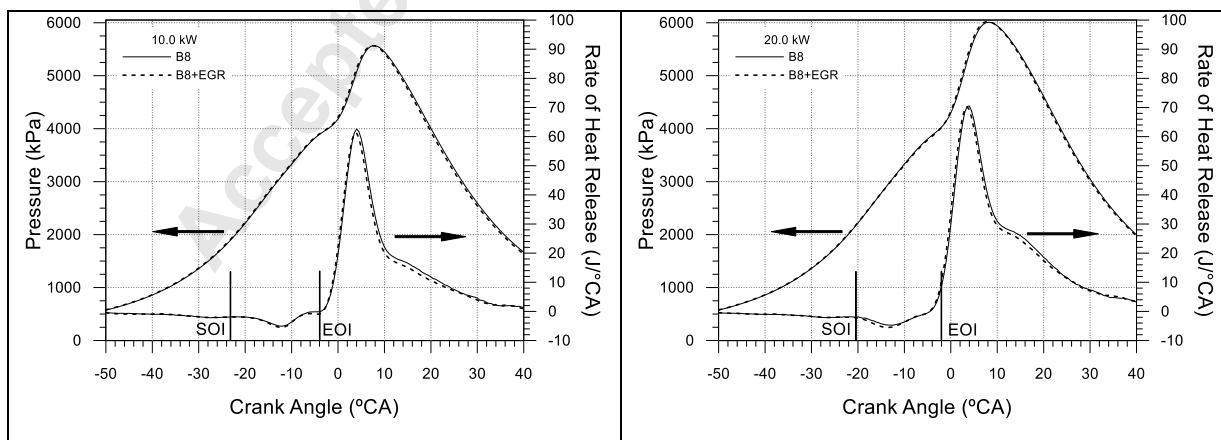 10.0 kW
B8
B8+EGR
6000
5000
4000
3000
2000
1000
0
Pressure (kPa)
100
90
80
70
60
50
40
30
20
10
0
-10
Rate of Heat Release (J/°CA)
SOI
EOI
-50 -40 -30 -20 -10 0 10 20 30 40
Crank Angle (ºCA)
Accepte
20.0 kW
B8
B8+EGR
6000
5000
4000
3000
2000
1000
0
Pressure (kPa)
100
90
80
70
60
50
40
30
20
10
0
-10
Rate of Heat Release (J/°CA)
SOI
EOI
-50 -40 -30 -20 -10 0 10 20 30 40
Crank Angle (ºCA)